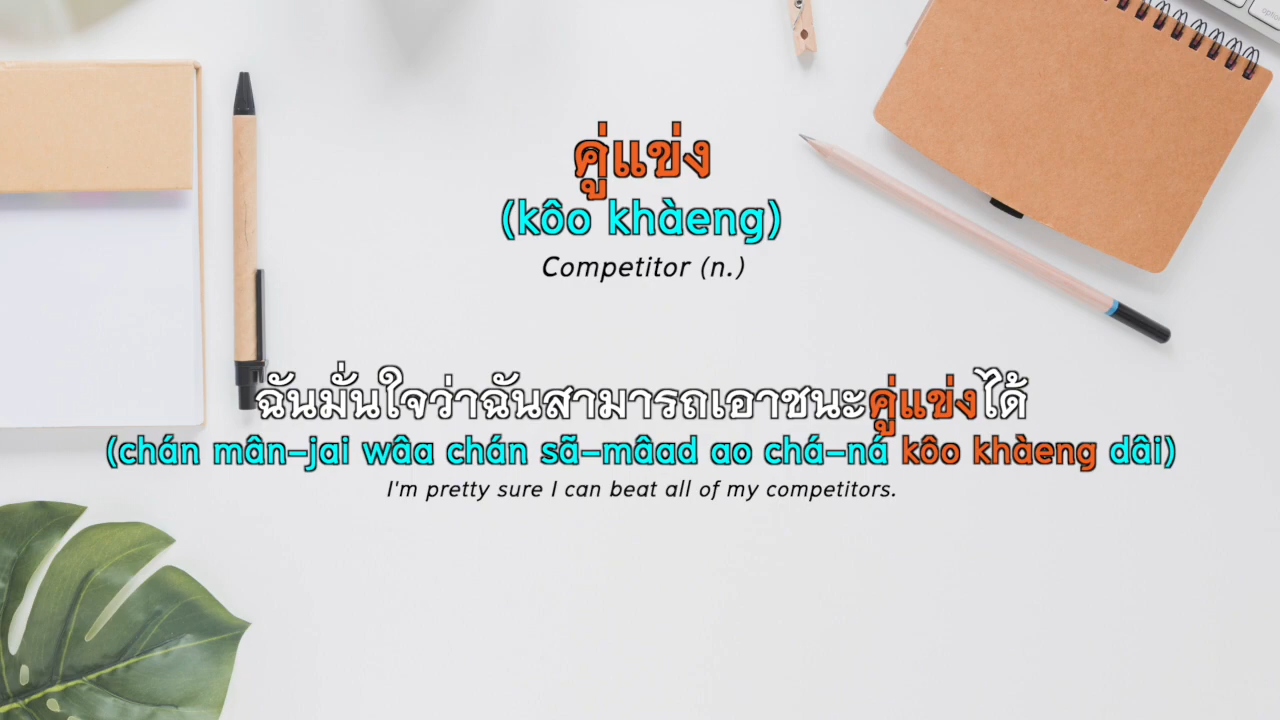 คู่แข่ง
(kôo khàeng)
Competitor (n.)
ฉันมั่นใจว่าฉันสามารถเอาชนะคู่แข่งได้
(chán mân-jai wâa chán sã-mâad ao chá-ná kôo khàeng dâi)
I'm pretty sure I can beat all of my competitors.